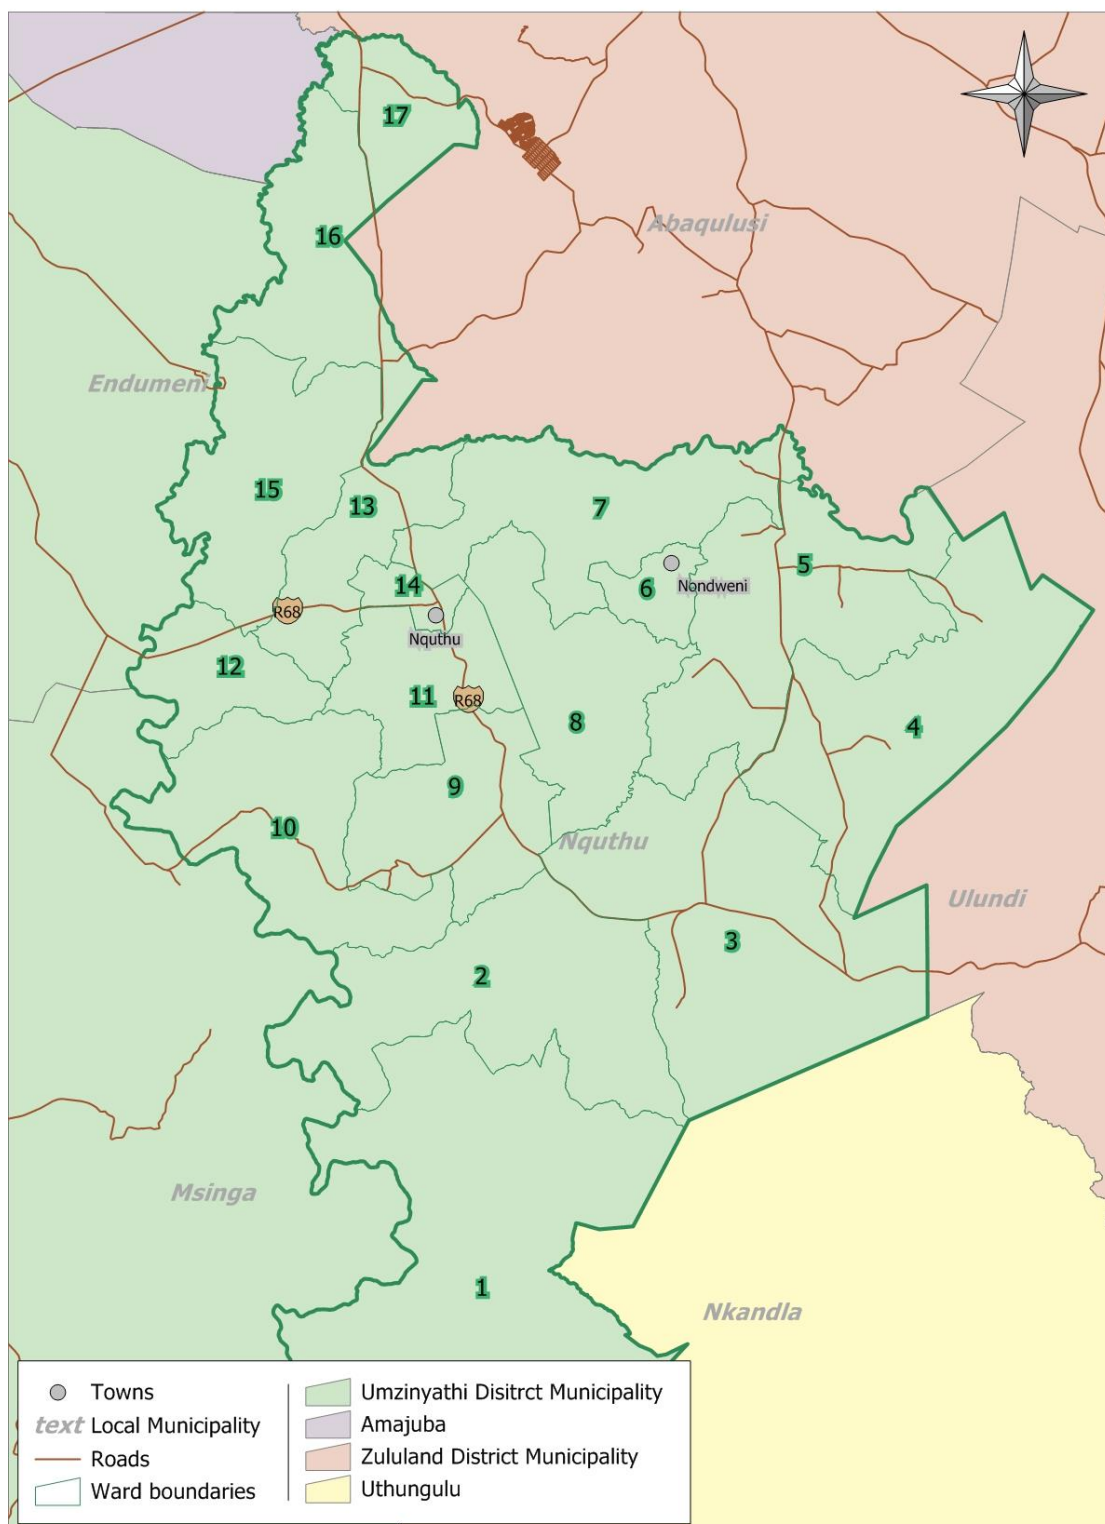 17
Abaqulusi
16
Endumeni
15
13
7
14
6
Nondweni
5
R68
Nquthu
12
11
R68
8
4
9
10
Nquthu
Ulundi
3
2
Msinga
1
Nkandla
Towns
text Local Municipality
Roads
Ward boundaries
Umzinyathi Disitrct Municipality
Amajuba
Zululand District Municipality
Uthungulu